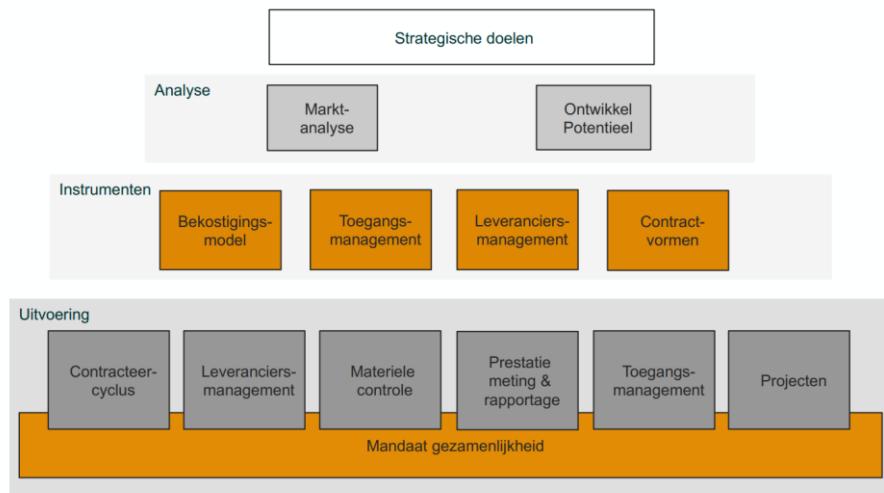 Strategische doelen
Analyse
Markt-
analyse
Ontwikkel
Potentieel
Instrumenten
Bekostigings-
model
Toegangs-
management
Leveranciers-
management
Contract-
vormen
Uitvoering
Contracteer-
cyclus
Leveranciers-
management
Materiele
controle
Prestatie
meting &
rapportage
Toegangs-
management
Projecten
Mandaat gezamenlijkheid